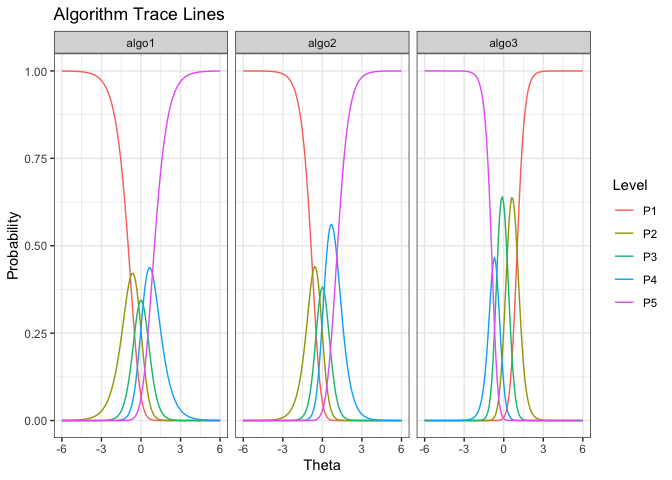 Algorithm Trace Lines
algo1 algo2 algo3
1.00
0.75
0.50
0.25
0.00
Probability
-6 -3 0 3 6 -6 -3 0 3 6 -6 -3 0 3 6
Theta
Level
P1
P2
P3
P4
P5